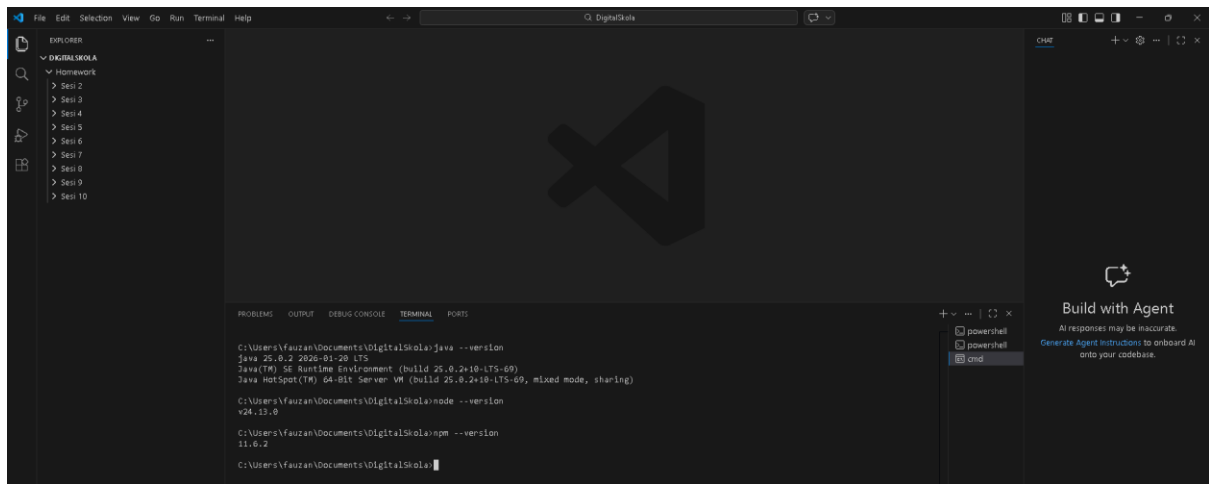 File Edit Selection View Go Run Terminal Help
DigitalSkola
EXPLORER
DIGITALSKOLA
Homework
Sesi 2
Sesi 3
Sesi 4
Sesi 5
Sesi 6
Sesi 7
Sesi 8
Sesi 9
Sesi 10
PROBLEMS OUTPUT DEBUG CONSOLE TERMINAL PORTS
C:\Users\fauzan\Documents\DigitalSkola>java --version
java 25.0.2 2026-01-20 LTS
Java(TM) SE Runtime Environment (build 25.0.2+10-LTS-69)
Java HotSpot(TM) 64-Bit Server VM (build 25.0.2+10-LTS-69, mixed mode, sharing)
C:\Users\fauzan\Documents\DigitalSkola>node --version
v24.13.0
C:\Users\fauzan\Documents\DigitalSkola>npm --version
11.6.2
C:\Users\fauzan\Documents\DigitalSkola>
powershell
powershell
cmd
CHAT
Build with Agent
AI responses may be inaccurate.
Generate Agent Instructions to onboard AI
onto your codebase.